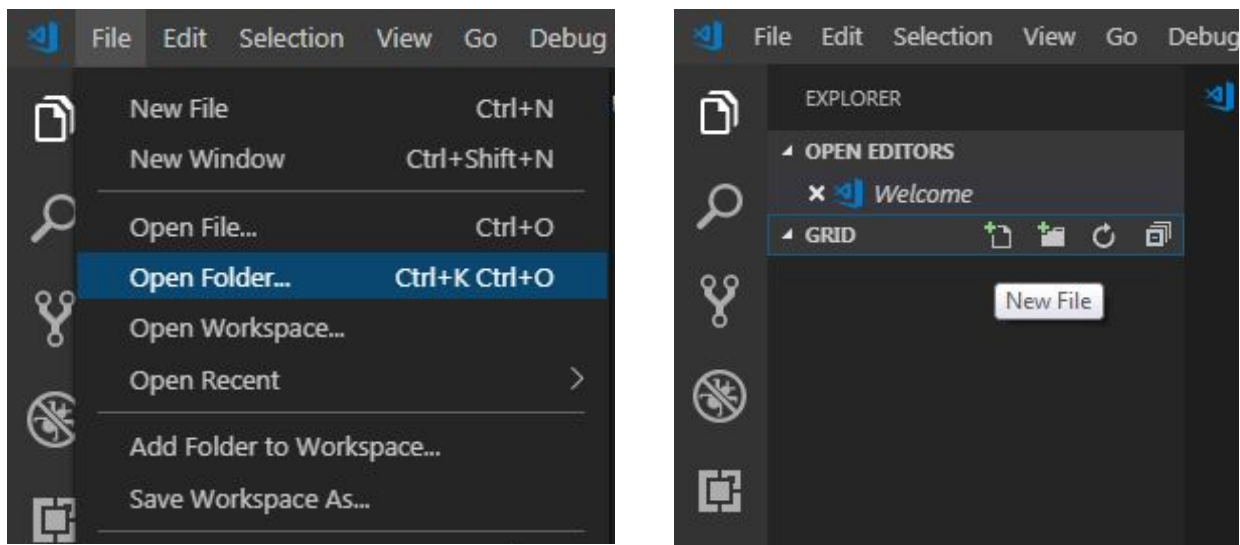 File Edit Selection View Go Debug
New File Ctrl+N
New Window Ctrl+Shift+N
Open File... Ctrl+O
Open Folder... Ctrl+K Ctrl+O
Open Workspace...
Open Recent
Add Folder to Workspace...
Save Workspace As...
File Edit Selection View Go Debug
EXPLORER
OPEN EDITORS
Welcome
GRID
New File